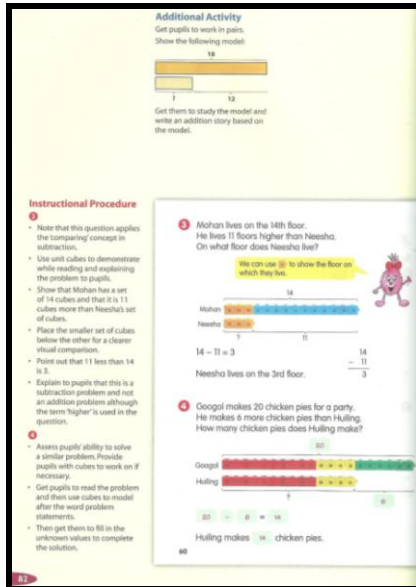 Additional Activity
Get pupils to work in pairs.
Show the following model:
18
?
12
Get them to study the model and
write an addition story based on
the model.
Instructional Procedure
3
• Note that this question applies
the 'comparing' concept in
subtraction.
• Use unit cubes to demonstrate
while reading and explaining
the problem to pupils.
• Show that Mohan has a set
of 14 cubes and that it is 11
cubes more than Neesha's set
of cubes.
• Place the smaller set of cubes
below the other for a clearer
visual comparison.
• Point out that 11 less than 14
is 3.
• Explain to pupils that this is a
subtraction problem and not
an addition problem although
the term 'higher' is used in the
question.
4
• Assess pupils' ability to solve
a similar problem. Provide
pupils with cubes to work on if
necessary.
• Get pupils to read the problem
and then use cubes to model
after the word problem
statements.
• Then get them to fill in the
unknown values to complete
the solution.
82
3 Mohan lives on the 14th floor.
He lives 11 floors higher than Neesha.
On what floor does Neesha live?
We can use to show the floor on
which they live.
14
Mohan
Neesha
?
11
14 – 11 = 3
14
– 11
3
Neesha lives on the 3rd floor.
4 Googol makes 20 chicken pies for a party.
He makes 6 more chicken pies than Huiling.
How many chicken pies does Huiling make?
20
Googol
Huiling
?
6
20 – 6 = 14
Huiling makes 14 chicken pies.
60